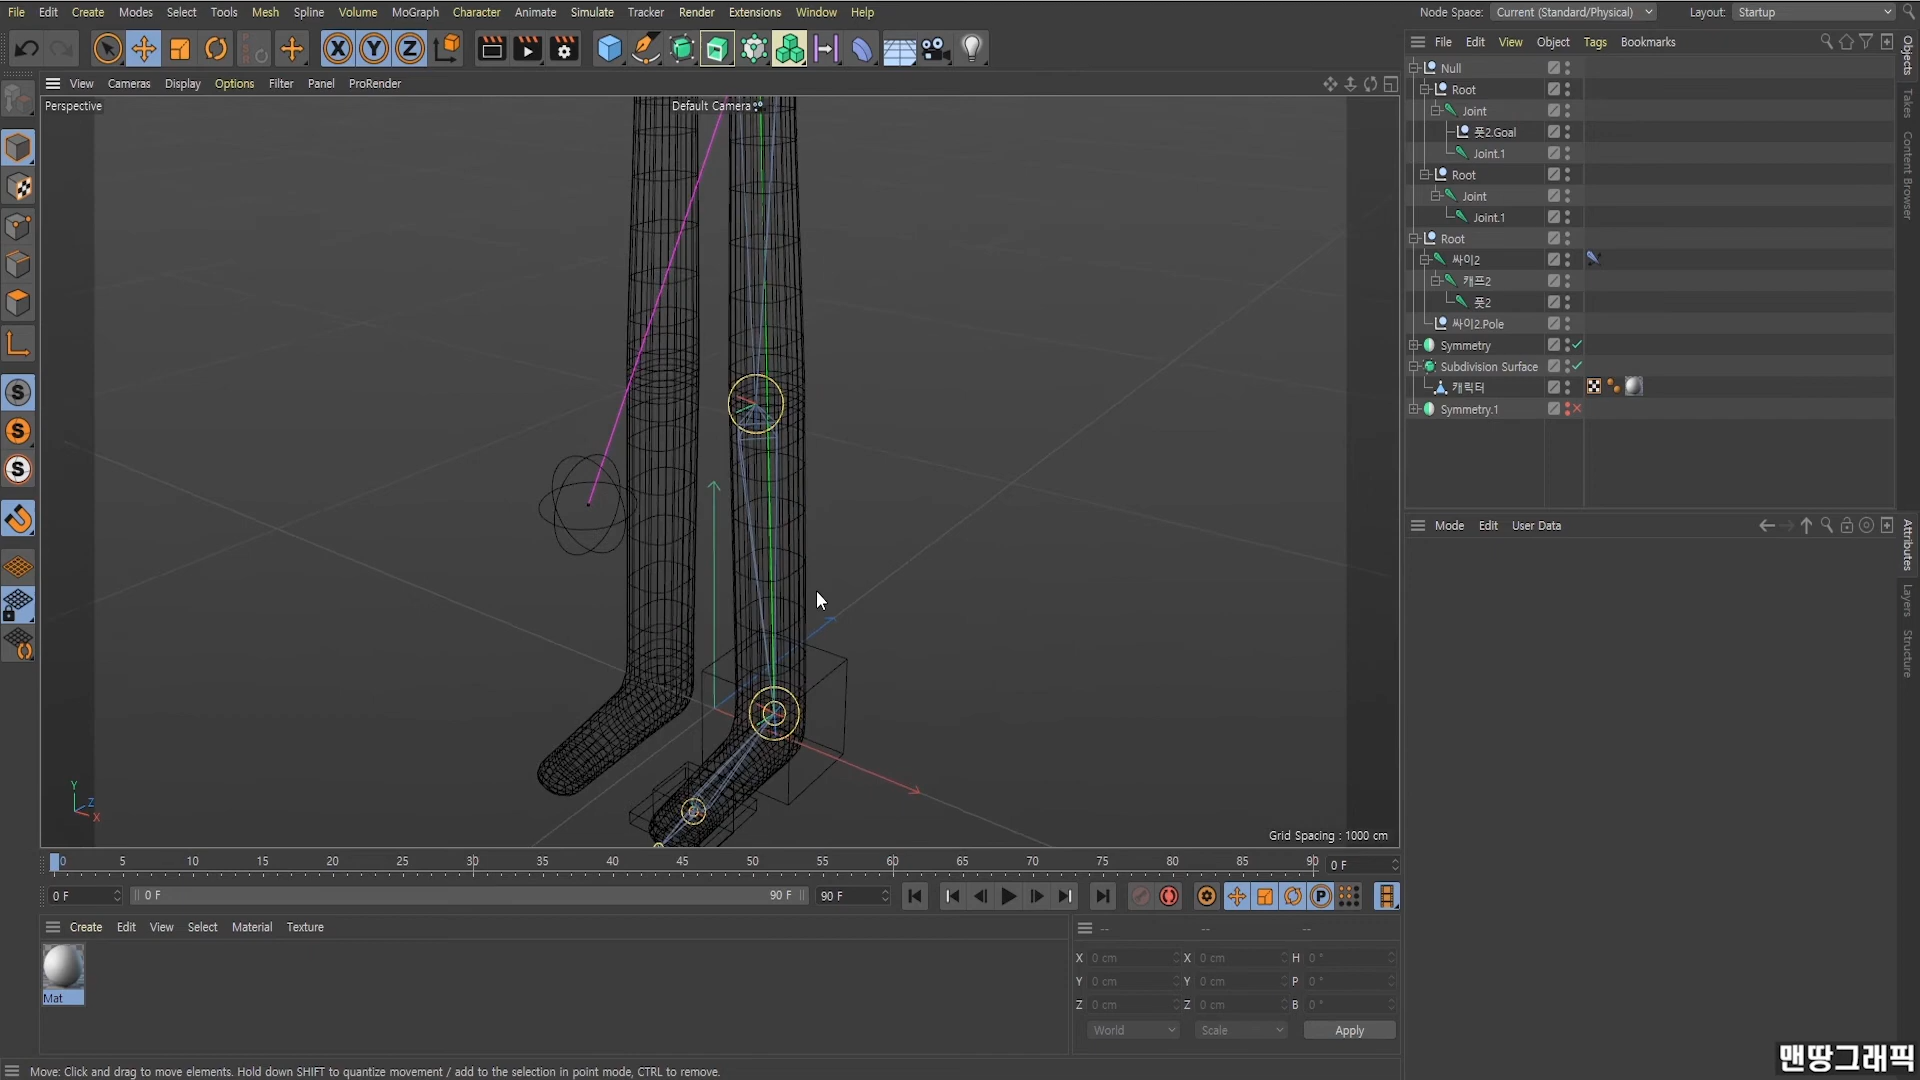 File Edit Create Modes Select Tools Mesh Spline Volume MoGraph Character Animate Simulate Tracker Render Extensions Window Help
Node Space: Current (Standard/Physical) Layout: Startup
File Edit View Object Tags Bookmarks
View Cameras Display Options Filter Panel ProRender
Perspective
Default Camera
Null
Root
Joint
풋2.Goal
Joint.1
Root
Joint
Joint.1
Root
싸이2
캐프2
풋2
싸이2.Pole
Symmetry
Subdivision Surface
캐릭터
Symmetry.1
Objects
Takes
Content Browser
Mode Edit User Data
Attributes
Layers
Structure
Y
Z
X
Grid Spacing : 1000 cm
0 5 10 15 20 25 30 35 40 45 50 55 60 65 70 75 80 85 90 0 F
0 F 0 F 90 F 90 F
Create Edit View Select Material Texture
Mat
-- -- --
X 0 cm X 0 cm H 0 °
Y 0 cm Y 0 cm P 0 °
Z 0 cm Z 0 cm B 0 °
World Scale Apply
Move: Click and drag to move elements. Hold down SHIFT to quantize movement / add to the selection in point mode, CTRL to remove.
맨땅그래픽